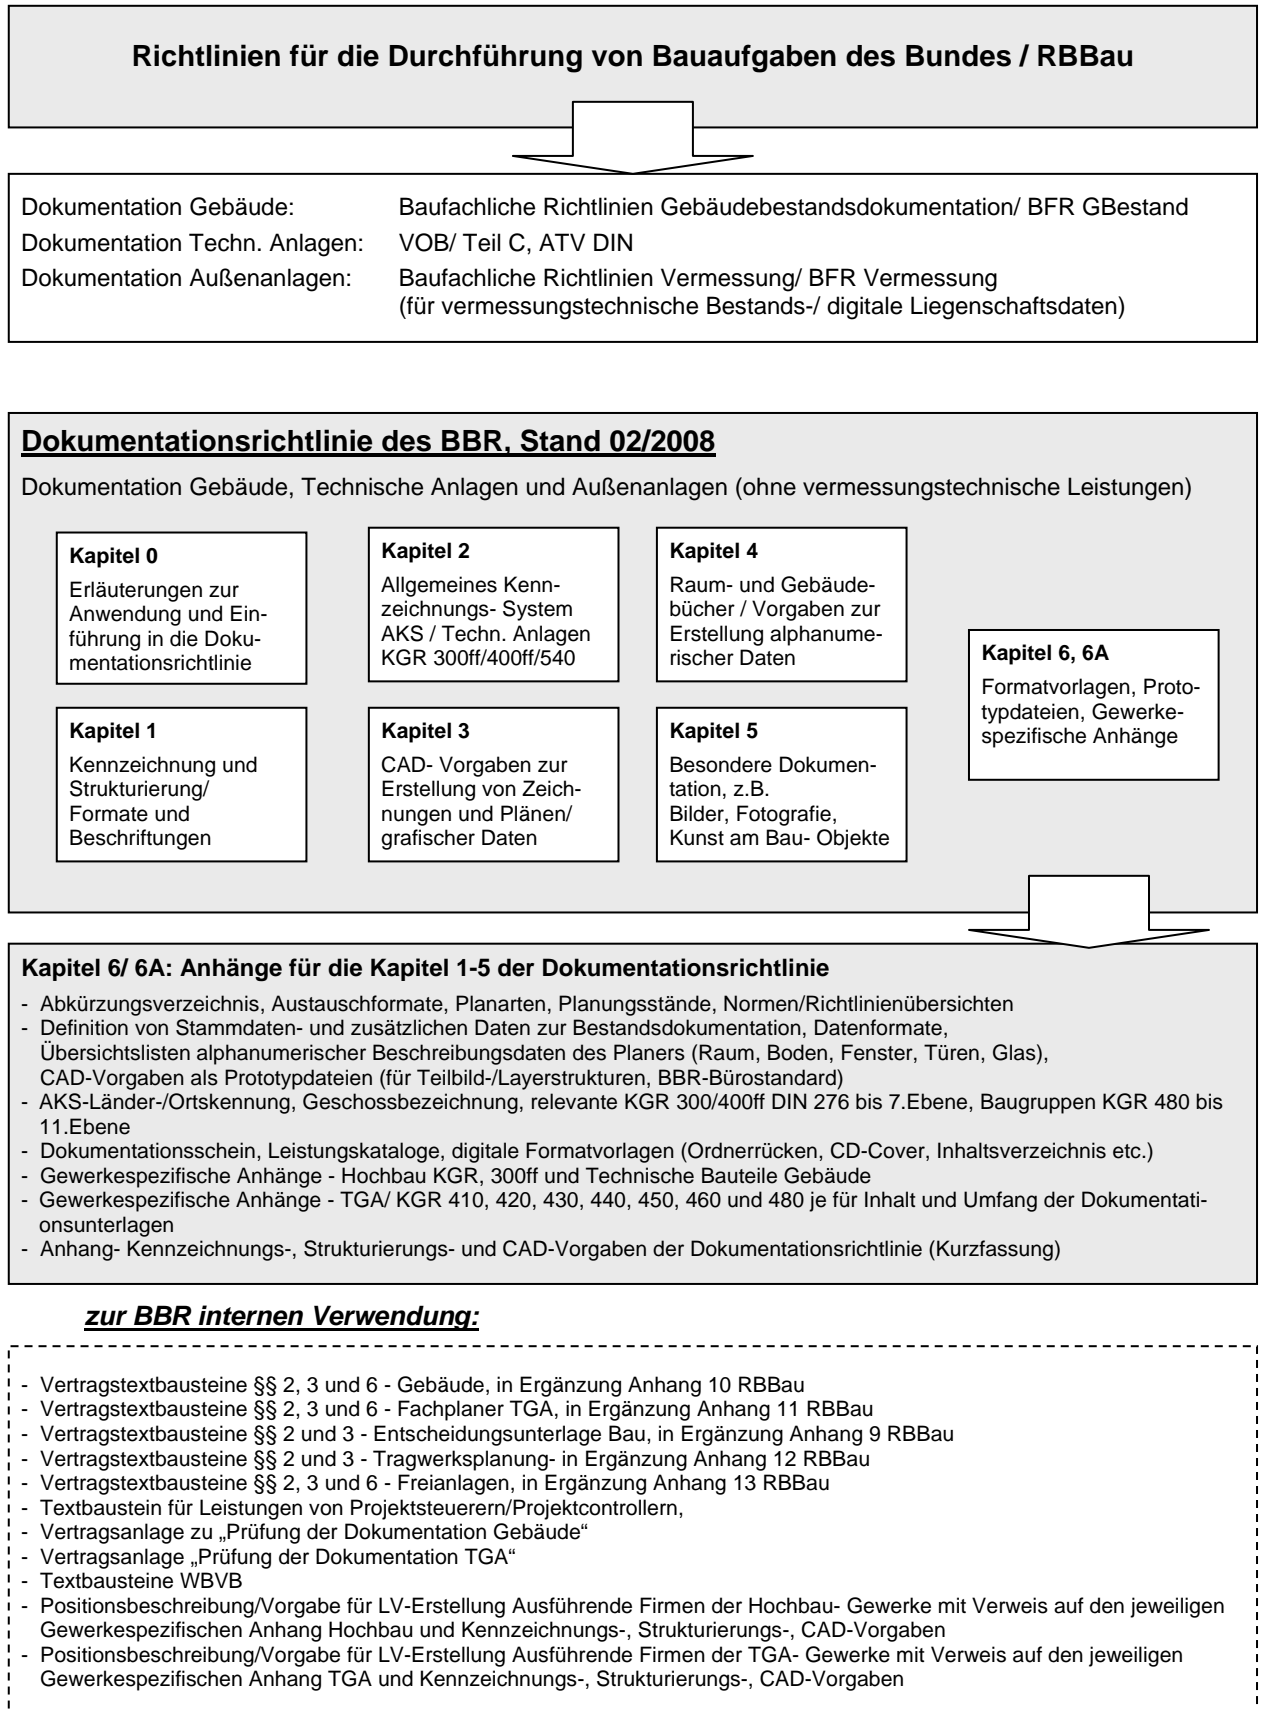 Richtlinien für die Durchführung von Bauaufgaben des Bundes / RBBau
Dokumentation Gebäude: Baufachliche Richtlinien Gebäudebestandsdokumentation/ BFR GBestand
Dokumentation Techn. Anlagen: VOB/ Teil C, ATV DIN
Dokumentation Außenanlagen: Baufachliche Richtlinien Vermessung/ BFR Vermessung
(für vermessungstechnische Bestands-/ digitale Liegenschaftsdaten)
Dokumentationsrichtlinie des BBR, Stand 02/2008
Dokumentation Gebäude, Technische Anlagen und Außenanlagen (ohne vermessungstechnische Leistungen)
Kapitel 0
Erläuterungen zur
Anwendung und Ein-
führung in die Doku-
mentationsrichtlinie
Kapitel 2
Allgemeines Kenn-
zeichnungs- System
AKS / Techn. Anlagen
KGR 300ff/400ff/540
Kapitel 4
Raum- und Gebäude-
bücher / Vorgaben zur
Erstellung alphanume-
rischer Daten
Kapitel 6, 6A
Formatvorlagen, Proto-
typdateien, Gewerke-
spezifische Anhänge
Kapitel 1
Kennzeichnung und
Strukturierung/
Formate und
Beschriftungen
Kapitel 3
CAD- Vorgaben zur
Erstellung von Zeich-
nungen und Plänen/
grafischer Daten
Kapitel 5
Besondere Dokumen-
tation, z.B.
Bilder, Fotografie,
Kunst am Bau- Objekte
Kapitel 6/ 6A: Anhänge für die Kapitel 1-5 der Dokumentationsrichtlinie
- Abkürzungsverzeichnis, Austauschformate, Planarten, Planungsstände, Normen/Richtlinienübersichten
- Definition von Stammdaten- und zusätzlichen Daten zur Bestandsdokumentation, Datenformate,
Übersichtslisten alphanumerischer Beschreibungsdaten des Planers (Raum, Boden, Fenster, Türen, Glas),
CAD-Vorgaben als Prototypdateien (für Teilbild-/Layerstrukturen, BBR-Bürostandard)
- AKS-Länder-/Ortskennung, Geschossbezeichnung, relevante KGR 300/400ff DIN 276 bis 7.Ebene, Baugruppen KGR 480 bis
11.Ebene
- Dokumentationsschein, Leistungskataloge, digitale Formatvorlagen (Ordnerrücken, CD-Cover, Inhaltsverzeichnis etc.)
- Gewerkespezifische Anhänge - Hochbau KGR, 300ff und Technische Bauteile Gebäude
- Gewerkespezifische Anhänge - TGA/ KGR 410, 420, 430, 440, 450, 460 und 480 je für Inhalt und Umfang der Dokumentati-
onsunterlagen
- Anhang- Kennzeichnungs-, Strukturierungs- und CAD-Vorgaben der Dokumentationsrichtlinie (Kurzfassung)
zur BBR internen Verwendung:
- Vertragstextbausteine §§ 2, 3 und 6 - Gebäude, in Ergänzung Anhang 10 RBBau
- Vertragstextbausteine §§ 2, 3 und 6 - Fachplaner TGA, in Ergänzung Anhang 11 RBBau
- Vertragstextbausteine §§ 2 und 3 - Entscheidungsunterlage Bau, in Ergänzung Anhang 9 RBBau
- Vertragstextbausteine §§ 2 und 3 - Tragwerksplanung- in Ergänzung Anhang 12 RBBau
- Vertragstextbausteine §§ 2, 3 und 6 - Freianlagen, in Ergänzung Anhang 13 RBBau
- Textbaustein für Leistungen von Projektsteuerern/Projektcontrollern,
- Vertragsanlage zu „Prüfung der Dokumentation Gebäude“
- Vertragsanlage „Prüfung der Dokumentation TGA“
- Textbausteine WBVB
- Positionsbeschreibung/Vorgabe für LV-Erstellung Ausführende Firmen der Hochbau- Gewerke mit Verweis auf den jeweiligen
Gewerkespezifischen Anhang Hochbau und Kennzeichnungs-, Strukturierungs-, CAD-Vorgaben
- Positionsbeschreibung/Vorgabe für LV-Erstellung Ausführende Firmen der TGA- Gewerke mit Verweis auf den jeweiligen
Gewerkespezifischen Anhang TGA und Kennzeichnungs-, Strukturierungs-, CAD-Vorgaben